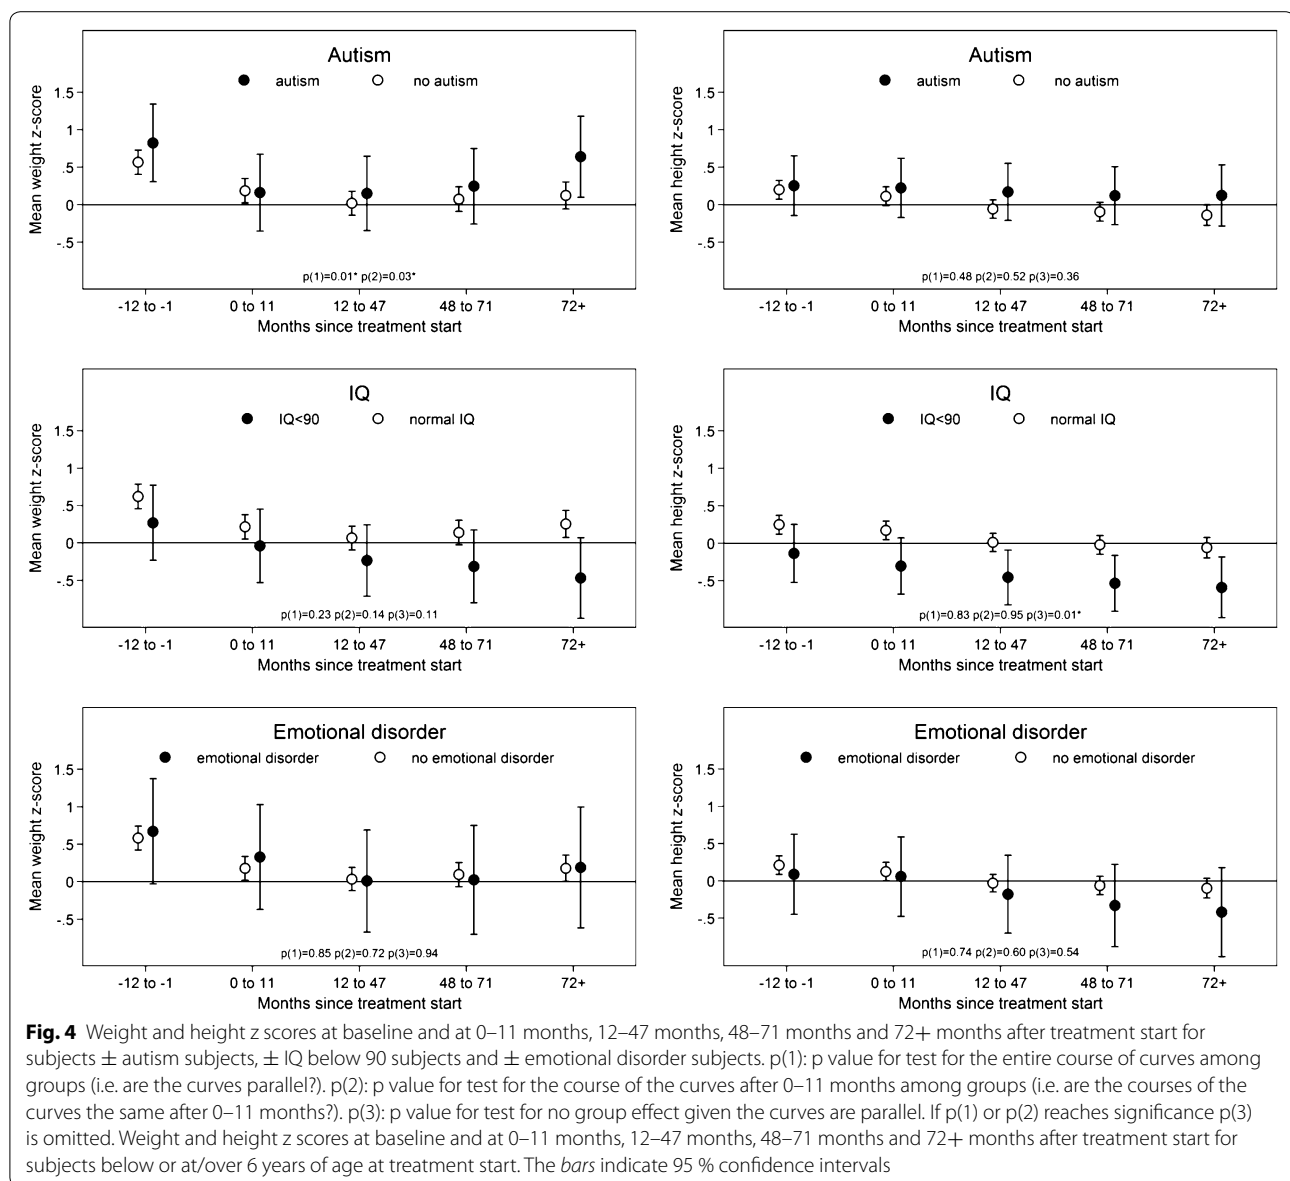 Autism
autism
no autism
Mean weight z-score
1.5
1
.5
0
-.5
p(1)=0.01* p(2)=0.03*
-12 to -1
0 to 11
12 to 47
48 to 71
72+
Months since treatment start
Autism
autism
no autism
Mean height z-score
1.5
1
.5
0
-.5
p(1)=0.48 p(2)=0.52 p(3)=0.36
-12 to -1
0 to 11
12 to 47
48 to 71
72+
Months since treatment start
IQ
IQ<90
normal IQ
Mean weight z-score
1.5
1
.5
0
-.5
p(1)=0.23 p(2)=0.14 p(3)=0.11
-12 to -1
0 to 11
12 to 47
48 to 71
72+
Months since treatment start
IQ
IQ<90
normal IQ
Mean height z-score
1.5
1
.5
0
-.5
p(1)=0.83 p(2)=0.95 p(3)=0.01*
-12 to -1
0 to 11
12 to 47
48 to 71
72+
Months since treatment start
Emotional disorder
emotional disorder
no emotional disorder
Mean weight z-score
1.5
1
.5
0
-.5
p(1)=0.85 p(2)=0.72 p(3)=0.94
-12 to -1
0 to 11
12 to 47
48 to 71
72+
Months since treatment start
Emotional disorder
emotional disorder
no emotional disorder
Mean height z-score
1.5
1
.5
0
-.5
p(1)=0.74 p(2)=0.60 p(3)=0.54
-12 to -1
0 to 11
12 to 47
48 to 71
72+
Months since treatment start
Fig. 4 Weight and height z scores at baseline and at 0–11 months, 12–47 months, 48–71 months and 72+ months after treatment start for
subjects ± autism subjects, ± IQ below 90 subjects and ± emotional disorder subjects. p(1): p value for test for the entire course of curves among
groups (i.e. are the curves parallel?). p(2): p value for test for the course of the curves after 0–11 months among groups (i.e. are the courses of the
curves the same after 0–11 months?). p(3): p value for test for no group effect given the curves are parallel. If p(1) or p(2) reaches significance p(3)
is omitted. Weight and height z scores at baseline and at 0–11 months, 12–47 months, 48–71 months and 72+ months after treatment start for
subjects below or at/over 6 years of age at treatment start. The bars indicate 95 % confidence intervals